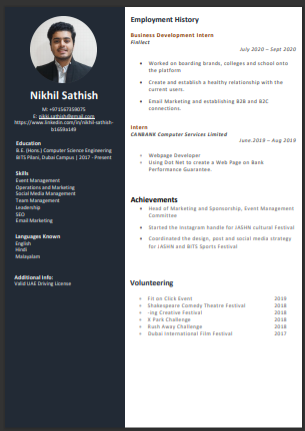 Nikhil Sathish
M: +971567359075
E: nikil.sathish@email.com
https://www.linkedin.com/in/nikhil-sathish-
b1659a149
Education
B.E. (Hons.) Computer Science Engineering
BITS Pilani, Dubai Campus | 2017 - Present
Skills
Event Management
Operations and Marketing
Social Media Management
Team Management
Leadership
SEO
Email Marketing
Languages Known
English
Hindi
Malayalam
Additional Info:
Valid UAE Driving License
Employment History
Business Development Intern
Fiellect
July 2020 – Sept 2020
Worked on boarding brands, colleges and school onto
the platform
Create and establish a healthy relationship with the
current users.
Email Marketing and establishing B2B and B2C
connections.
Intern
CANBANK Computer Services Limited
June 2019 – Aug 2019
Webpage Developer
Using Dot Net to create a Web Page on Bank
Performance Guarantee.
Achievements
Head of Marketing and Sponsorship, Event Management
Committee
Started the Instagram handle for JASHN cultural Festival
Coordinated the design, post and social media strategy
for JASHN and BITS Sports Festival
Volunteering
Fit on Click Event 2019
Shakespeare Comedy Theatre Festival 2018
-ing Creative Festival 2018
X Park Challenge 2018
Rush Away Challenge 2018
Dubai International Film Festival 2017